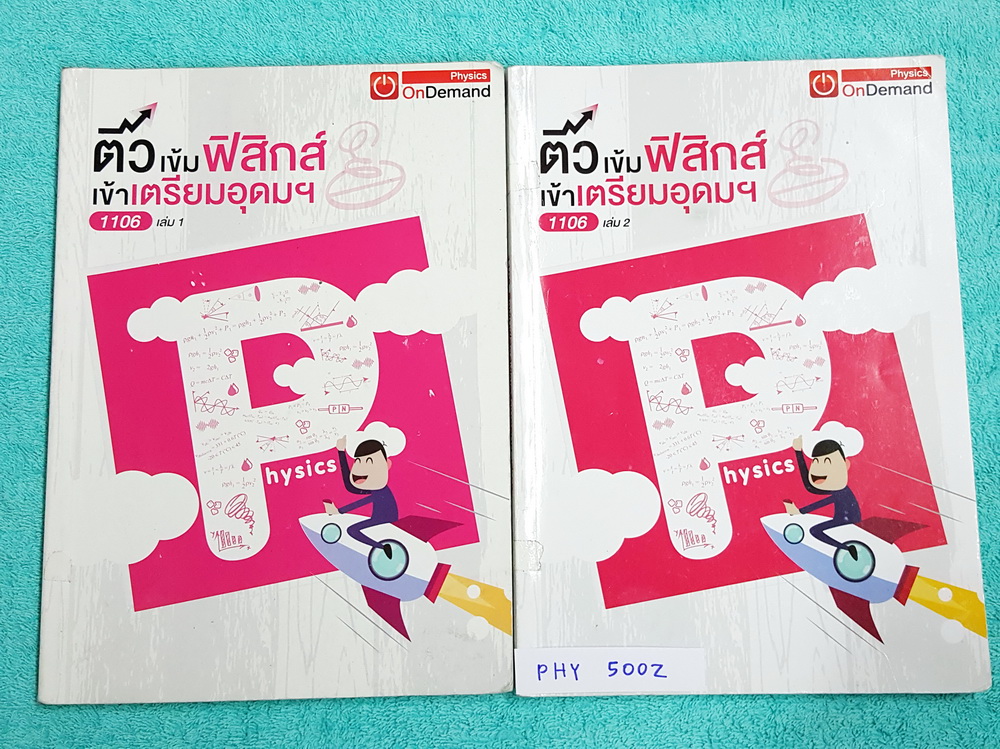 Physics
OnDemand
ติวเข้มฟิสิกส์
เข้าเตรียมอุดมฯ
1106 เล่ม 1
Physics
P N
Physics
OnDemand
ติวเข้มฟิสิกส์
เข้าเตรียมอุดมฯ
1106 เล่ม 2
Physics
P N
PHY 5002